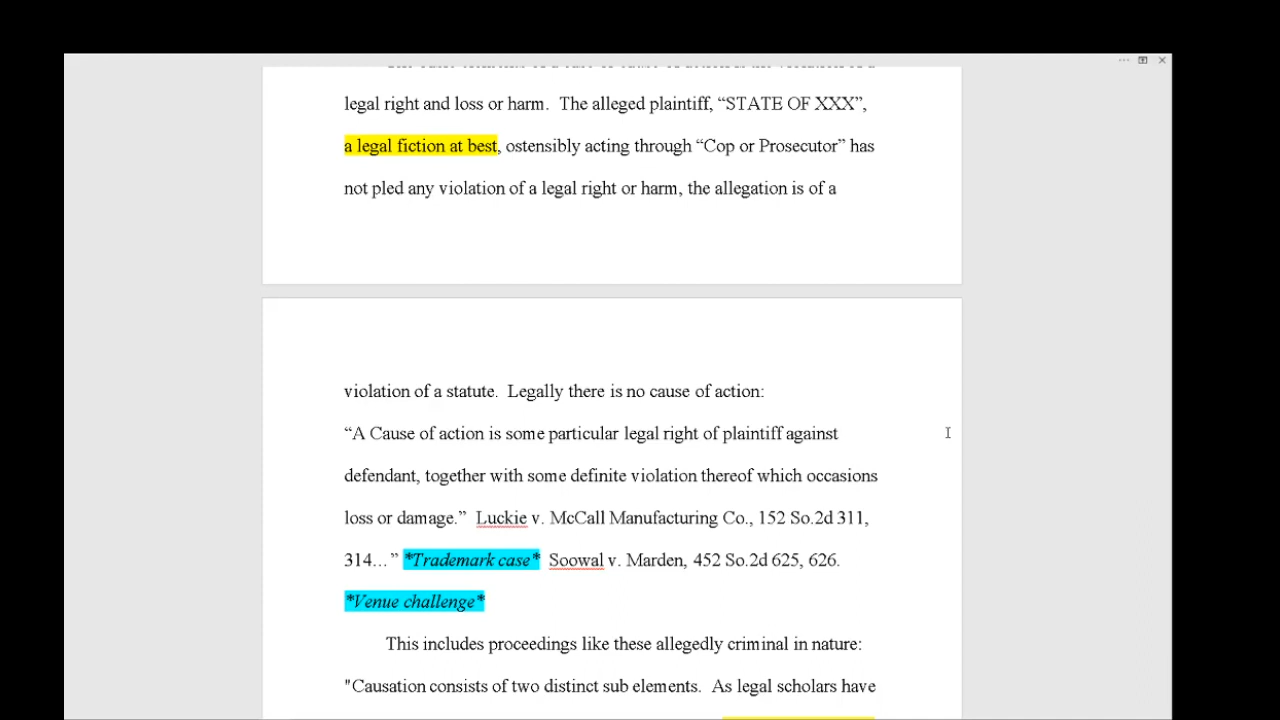 legal right and loss or harm.  The alleged plaintiff, “STATE OF XXX”,
a legal fiction at best, ostensibly acting through “Cop or Prosecutor” has
not pled any violation of a legal right or harm, the allegation is of a
violation of a statute.  Legally there is no cause of action:
“A Cause of action is some particular legal right of plaintiff against
defendant, together with some definite violation thereof which occasions
loss or damage.”  Luckie v. McCall Manufacturing Co., 152 So.2d 311,
314…” *Trademark case*  Soowal v. Marden, 452 So.2d 625, 626.
*Venue challenge*
This includes proceedings like these allegedly criminal in nature:
"Causation consists of two distinct sub elements.  As legal scholars have